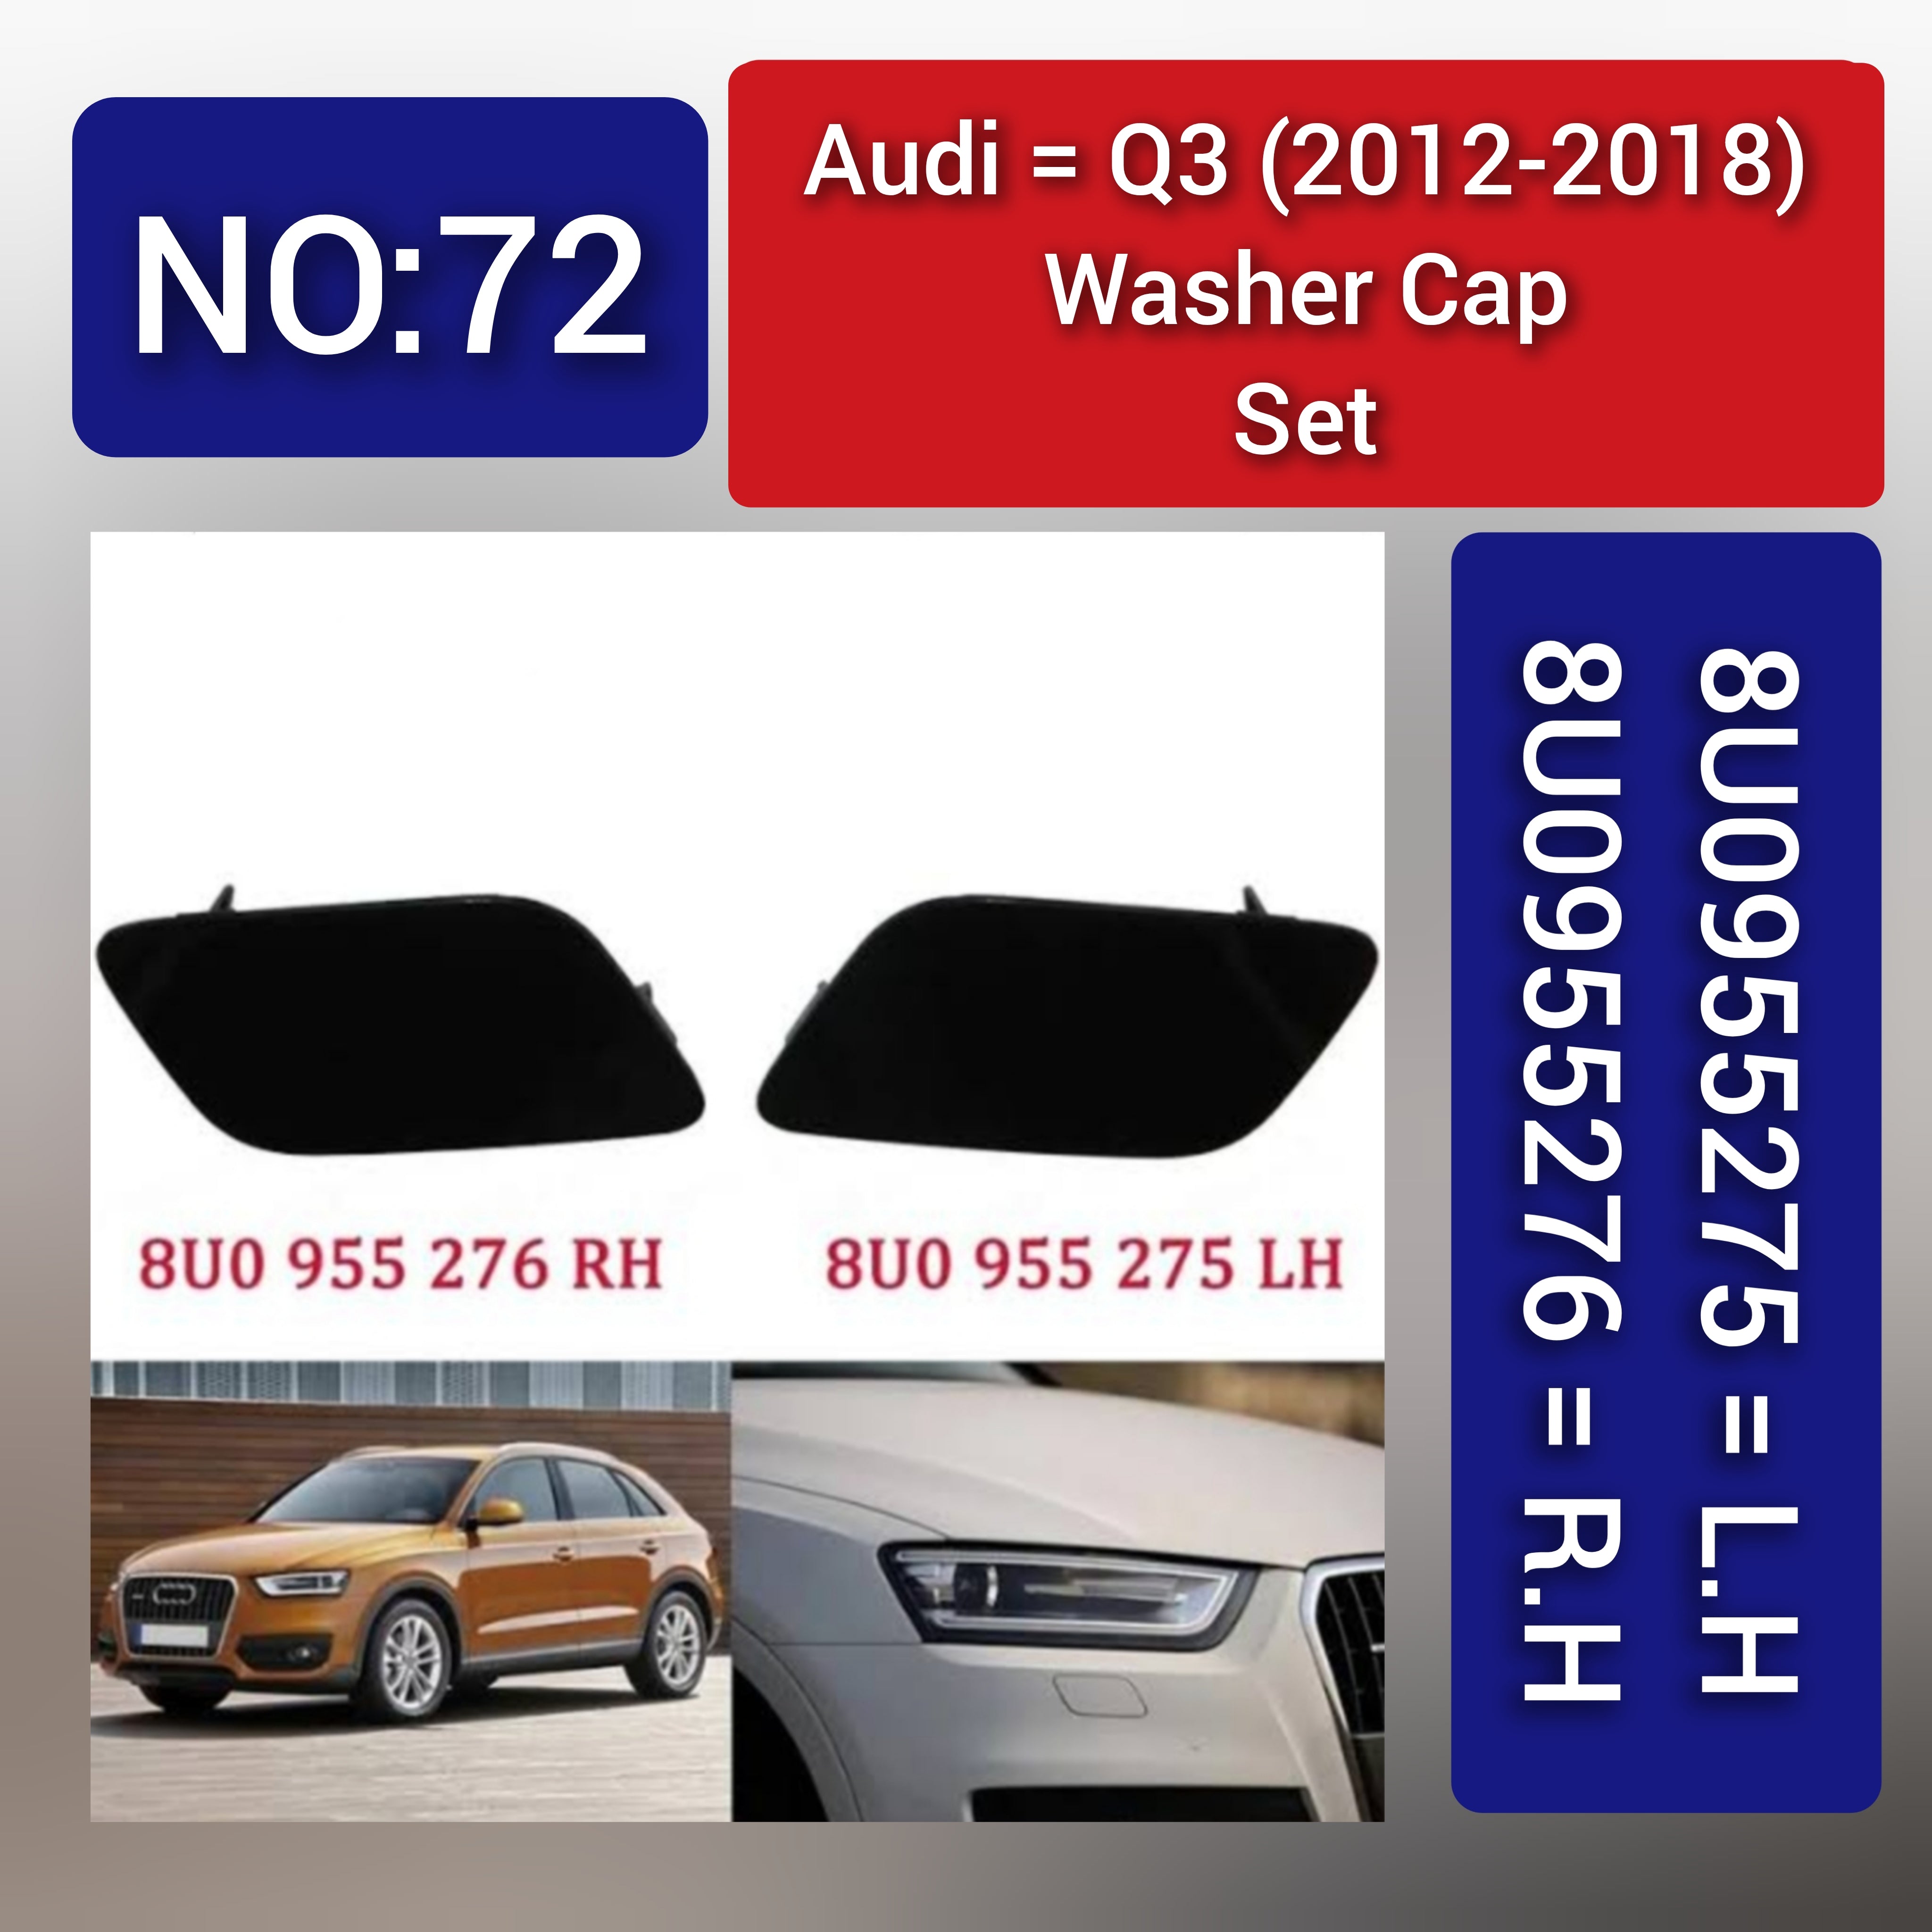 NO:72
Audi = Q3 (2012-2018)
Washer Cap
Set
8U0 955 276 RH
8U0 955 275 LH
8U0955275 = L.H
8U0955276 = R.H